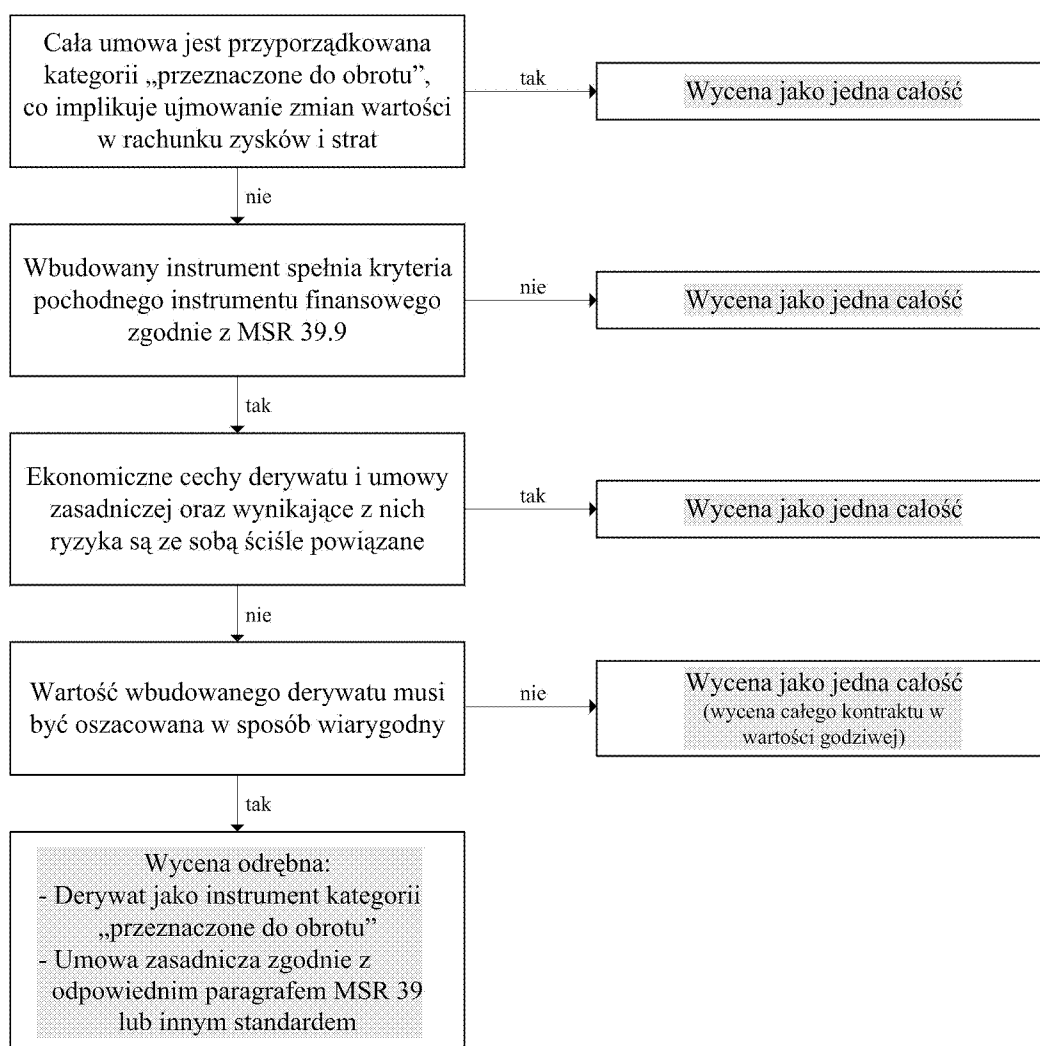 Cała umowa jest przyporządkowana
kategorii „przeznaczone do obrotu”,
co implikuje ujmowanie zmian wartości
w rachunku zysków i strat
tak
Wycena jako jedna całość
nie
Wbudowany instrument spełnia kryteria
pochodnego instrumentu finansowego
zgodnie z MSR 39.9
nie
Wycena jako jedna całość
tak
Ekonomiczne cechy derywatu i umowy
zasadniczej oraz wynikające z nich
ryzyka są ze sobą ściśle powiązane
tak
Wycena jako jedna całość
nie
Wartość wbudowanego derywatu musi
być oszacowana w sposób wiarygodny
nie
Wycena jako jedna całość
(wycena całego kontraktu w
wartości godziwej)
tak
Wycena odrębna:
- Derywat jako instrument kategorii
„przeznaczone do obrotu”
- Umowa zasadnicza zgodnie z
odpowiednim paragrafem MSR 39
lub innym standardem